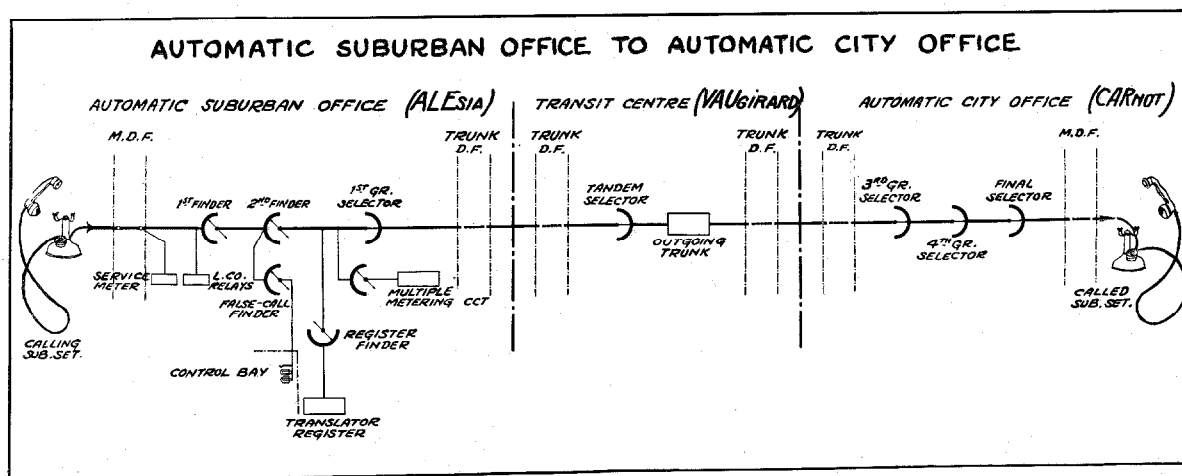 AUTOMATIC SUBURBAN OFFICE TO AUTOMATIC CITY OFFICE
AUTOMATIC SUBURBAN OFFICE (ALESIA)
TRANSIT CENTRE (VAUGIRARD)
AUTOMATIC CITY OFFICE (CARNOT)
M.D.F.
TRUNK
D.F.
TRUNK
D.F.
TRUNK
D.F.
TRUNK
D.F.
M.D.F.
1ST FINDER
2ND FINDER
1ST GR.
SELECTOR
TANDEM
SELECTOR
OUTGOING
TRUNK
3RD GR.
SELECTOR
4TH GR.
SELECTOR
FINAL
SELECTOR
SERVICE
METER
L.CO.
RELAYS
FALSE-CALL
FINDER
MULTIPLE
METERING CCT
REGISTER
FINDER
CONTROL BAY
TRANSLATOR
REGISTER
CALLING
SUB.SET.
CALLED
SUB.SET.